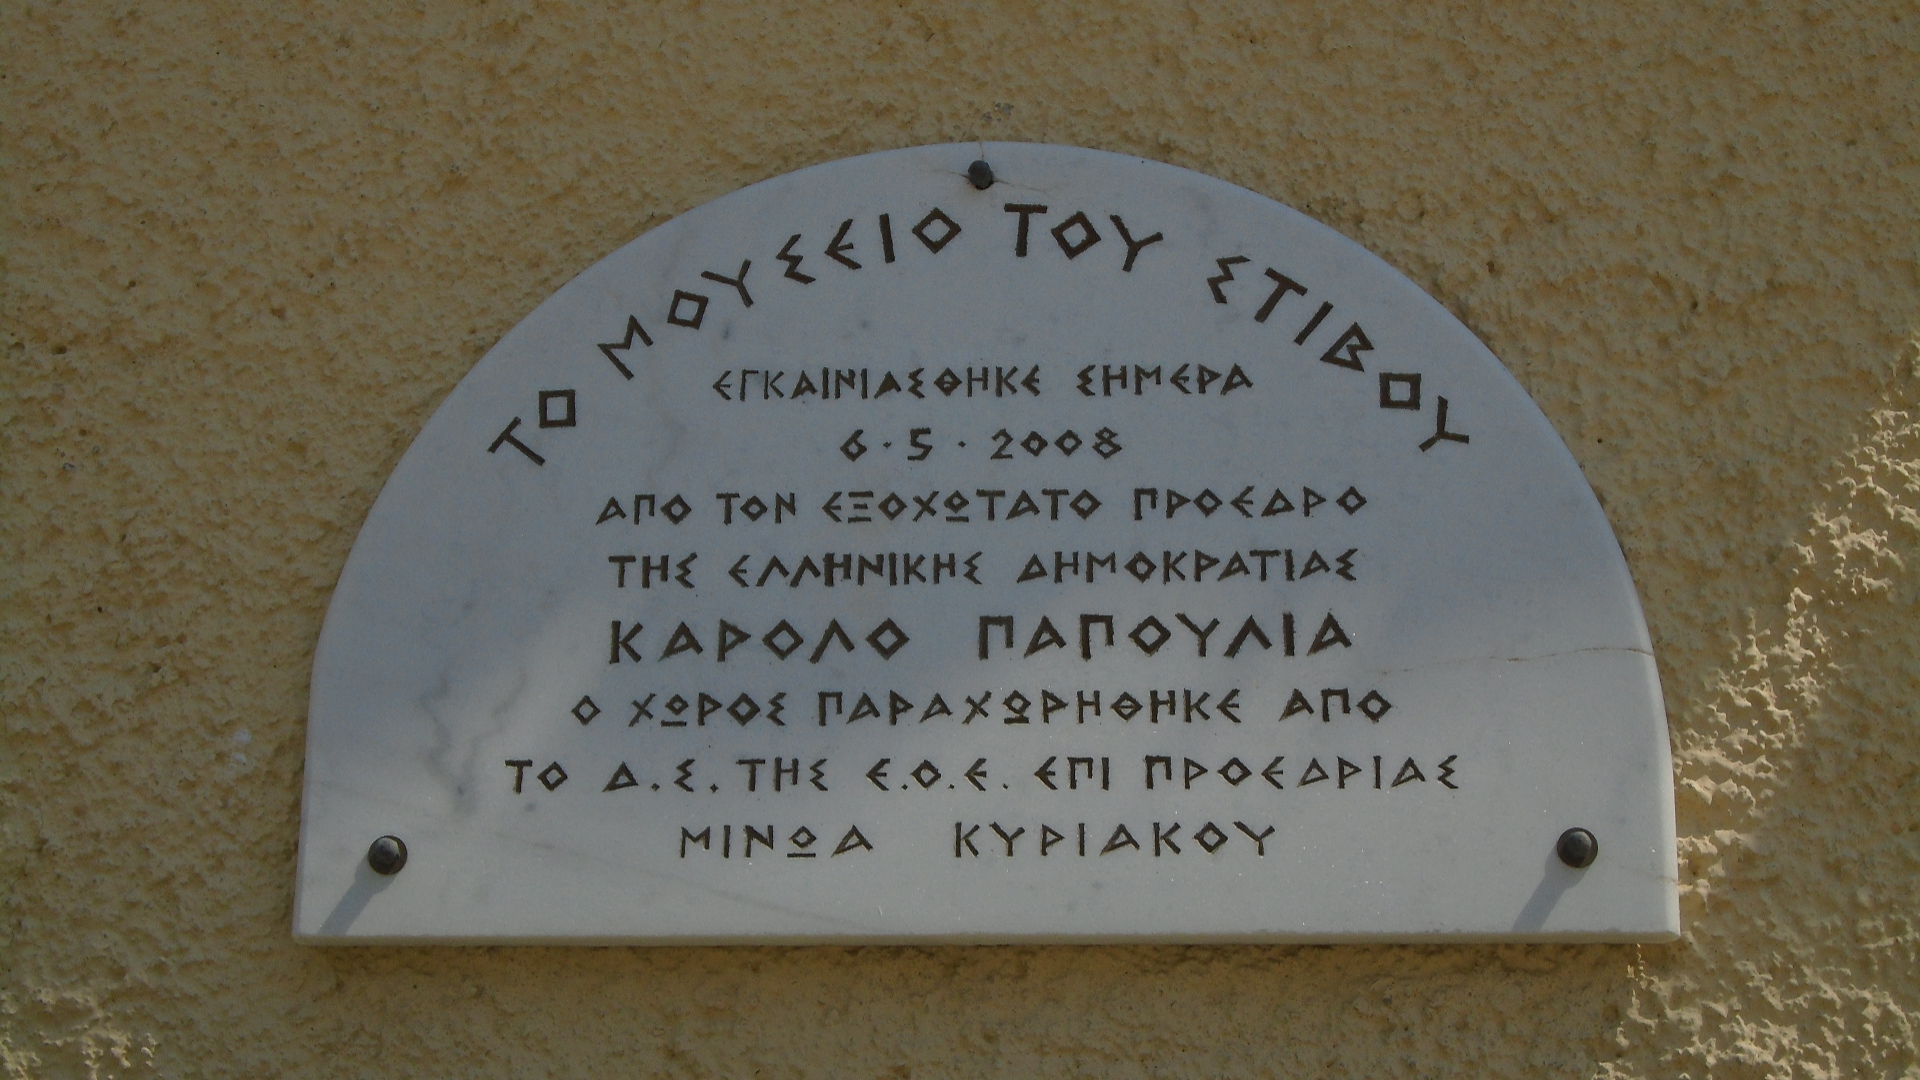 ΤΟ ΜΟΥΣΕΙΟ ΤΟΥ ΣΤΙΒΟΥ
ΕΓΚΑΙΝΙΑΣΘΗΚΕ ΣΗΜΕΡΑ
6·5·2008
ΑΠΟ ΤΟΝ ΕΞΟΧΩΤΑΤΟ ΠΡΟΕΔΡΟ
ΤΗΣ ΕΛΛΗΝΙΚΗΣ ΔΗΜΟΚΡΑΤΙΑΣ
ΚΑΡΟΛΟ ΠΑΠΟΥΛΙΑ
Ο ΧΩΡΟΣ ΠΑΡΑΧΩΡΗΘΗΚΕ ΑΠΟ
ΤΟ Δ.Σ. ΤΗΣ Ε.Ο.Ε. ΕΠΙ ΠΡΟΕΔΡΙΑΣ
ΜΙΝΩΑ ΚΥΡΙΑΚΟΥ